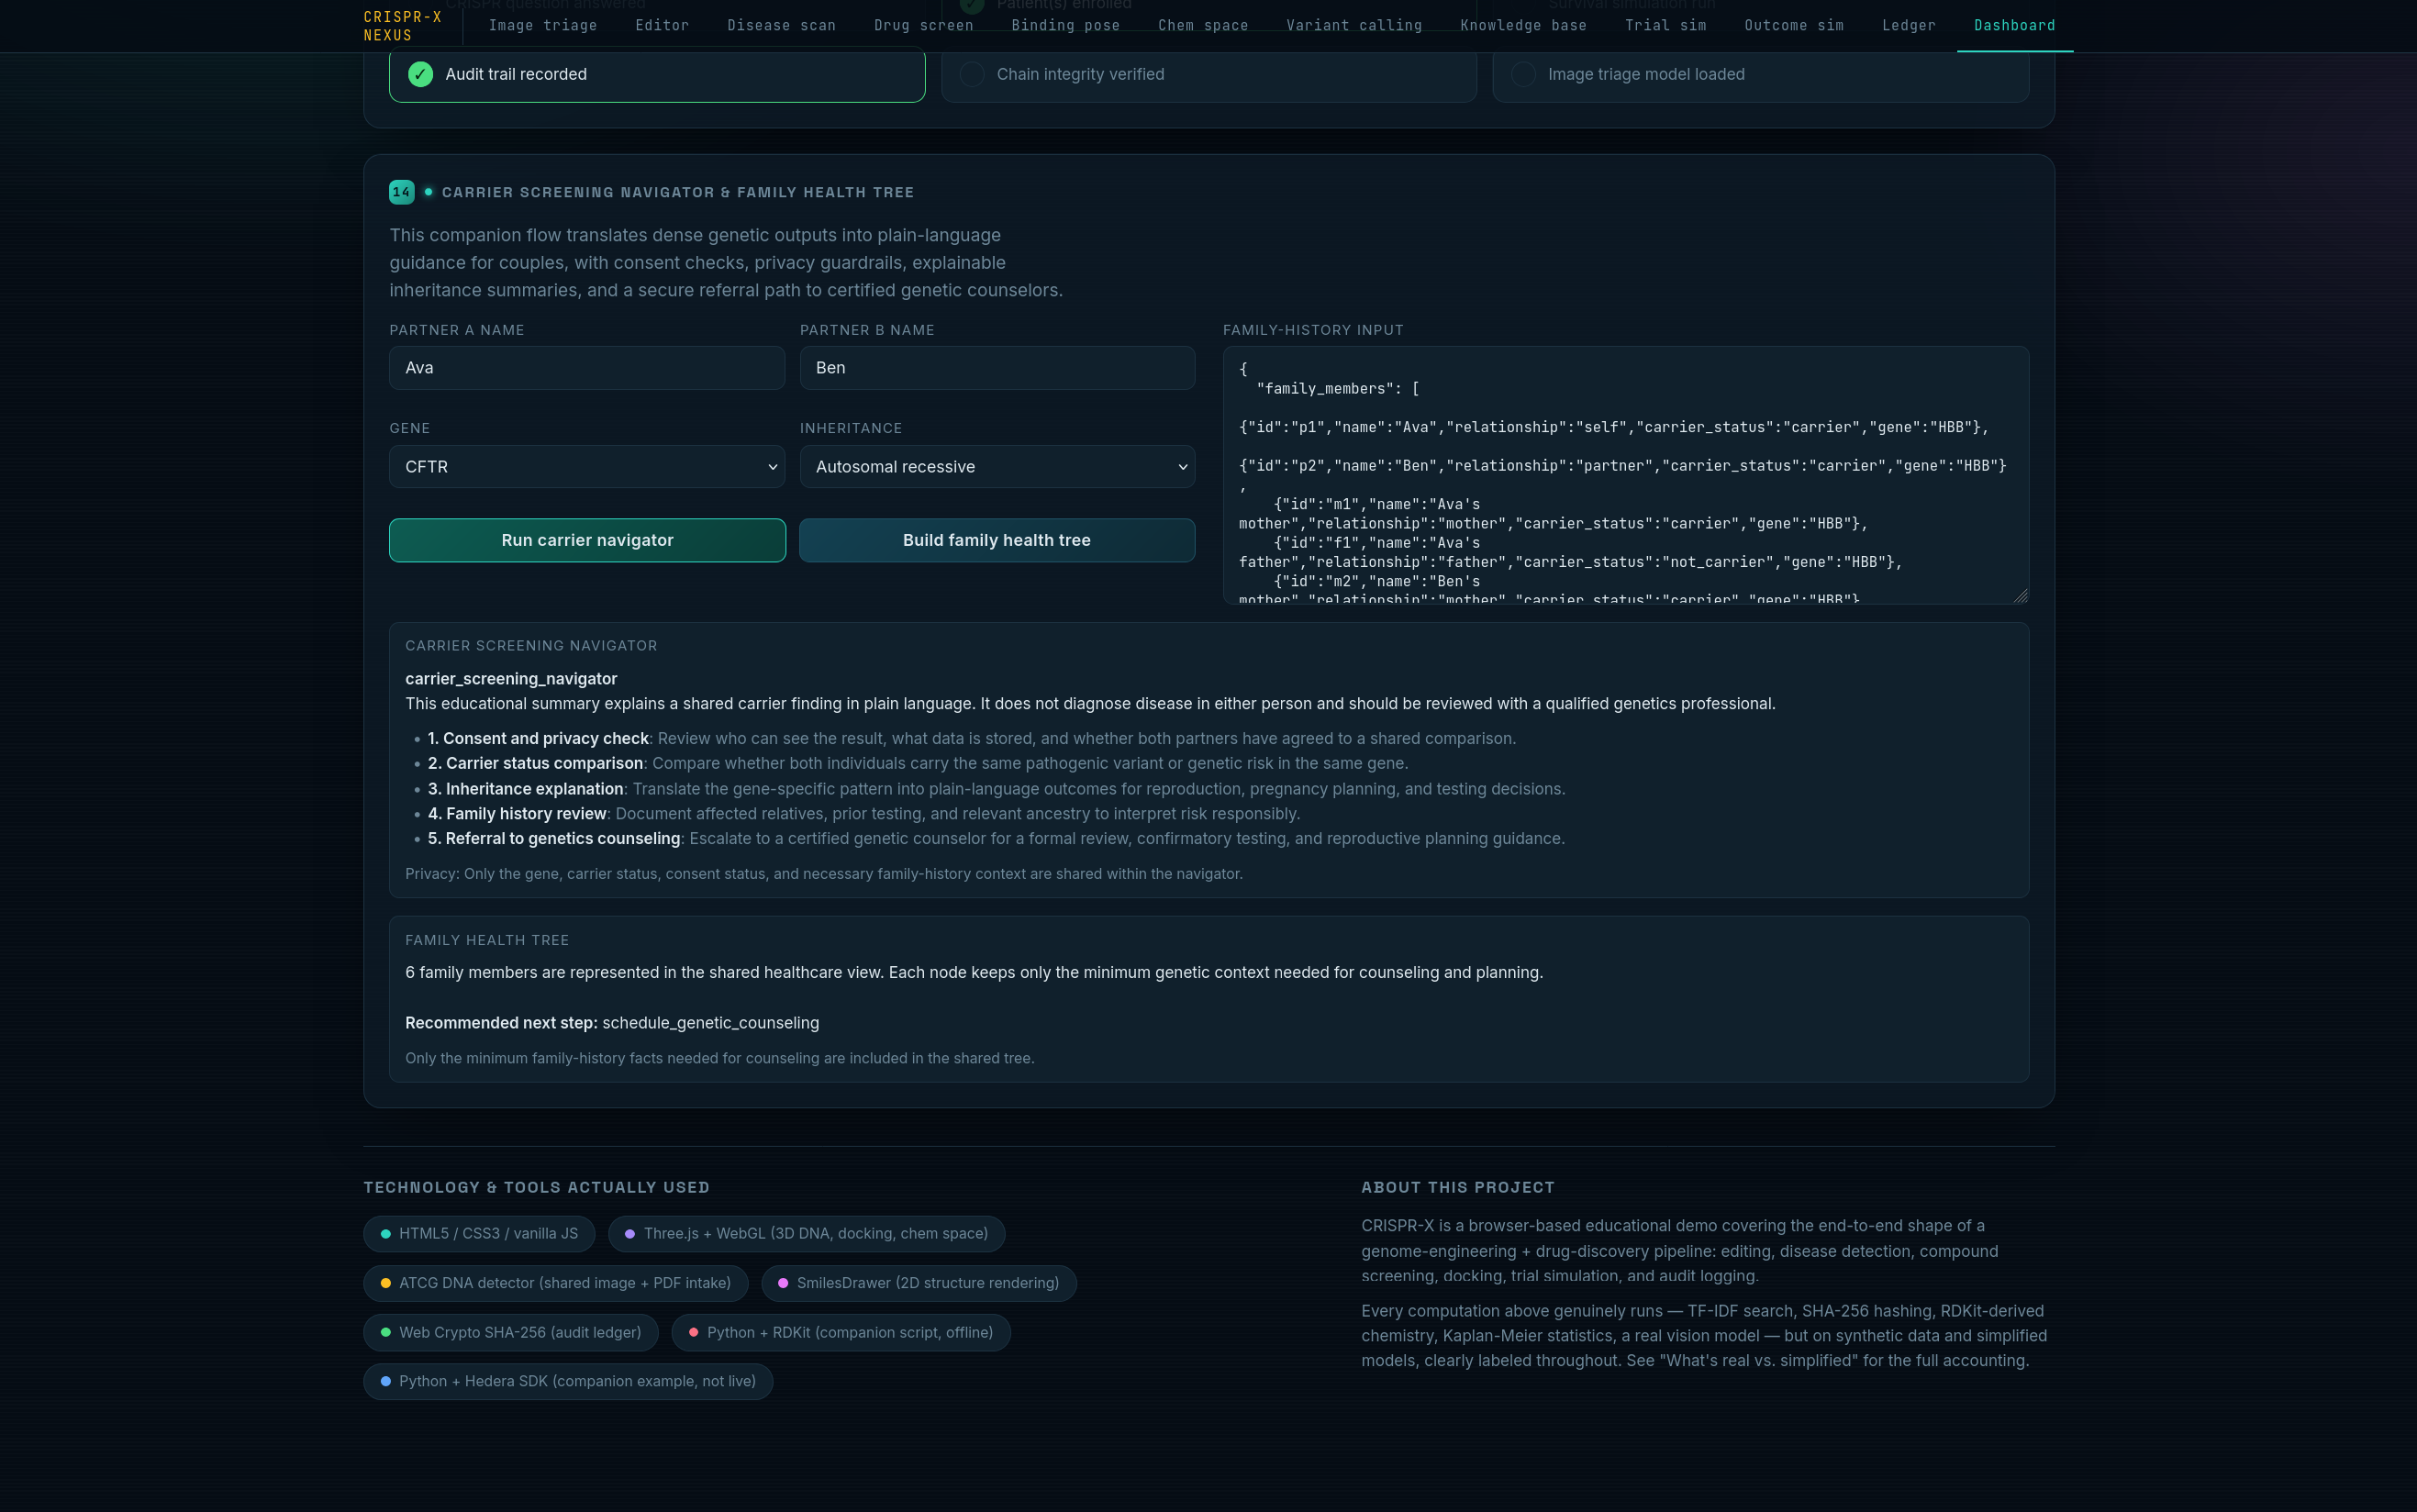 CRISPR-X
NEXUS
Image triage
Editor
Disease scan
Drug screen
Binding pose
Chem space
Variant calling
Knowledge base
Trial sim
Outcome sim
Ledger
Dashboard
CRISPR question answered
Patient(s) enrolled
Survival simulation run
✓ Audit trail recorded
Chain integrity verified
Image triage model loaded
14 CARRIER SCREENING NAVIGATOR & FAMILY HEALTH TREE
This companion flow translates dense genetic outputs into plain-language
guidance for couples, with consent checks, privacy guardrails, explainable
inheritance summaries, and a secure referral path to certified genetic counselors.
PARTNER A NAME
Ava
PARTNER B NAME
Ben
GENE
CFTR
INHERITANCE
Autosomal recessive
Run carrier navigator
Build family health tree
FAMILY-HISTORY INPUT
{
"family_members": [
{"id":"p1","name":"Ava","relationship":"self","carrier_status":"carrier","gene":"HBB"},
{"id":"p2","name":"Ben","relationship":"partner","carrier_status":"carrier","gene":"HBB"}
,
{"id":"m1","name":"Ava's
mother","relationship":"mother","carrier_status":"carrier","gene":"HBB"},
{"id":"f1","name":"Ava's
father","relationship":"father","carrier_status":"not_carrier","gene":"HBB"},
{"id":"m2","name":"Ben's
mother","relationship":"mother","carrier_status":"carrier","gene":"HBB"}
CARRIER SCREENING NAVIGATOR
carrier_screening_navigator
This educational summary explains a shared carrier finding in plain language. It does not diagnose disease in either person and should be reviewed with a qualified genetics professional.
• 1. Consent and privacy check: Review who can see the result, what data is stored, and whether both partners have agreed to a shared comparison.
• 2. Carrier status comparison: Compare whether both individuals carry the same pathogenic variant or genetic risk in the same gene.
• 3. Inheritance explanation: Translate the gene-specific pattern into plain-language outcomes for reproduction, pregnancy planning, and testing decisions.
• 4. Family history review: Document affected relatives, prior testing, and relevant ancestry to interpret risk responsibly.
• 5. Referral to genetics counseling: Escalate to a certified genetic counselor for a formal review, confirmatory testing, and reproductive planning guidance.
Privacy: Only the gene, carrier status, consent status, and necessary family-history context are shared within the navigator.
FAMILY HEALTH TREE
6 family members are represented in the shared healthcare view. Each node keeps only the minimum genetic context needed for counseling and planning.
Recommended next step: schedule_genetic_counseling
Only the minimum family-history facts needed for counseling are included in the shared tree.
TECHNOLOGY & TOOLS ACTUALLY USED
HTML5 / CSS3 / vanilla JS
Three.js + WebGL (3D DNA, docking, chem space)
ATCG DNA detector (shared image + PDF intake)
SmilesDrawer (2D structure rendering)
Web Crypto SHA-256 (audit ledger)
Python + RDKit (companion script, offline)
Python + Hedera SDK (companion example, not live)
ABOUT THIS PROJECT
CRISPR-X is a browser-based educational demo covering the end-to-end shape of a
genome-engineering + drug-discovery pipeline: editing, disease detection, compound
screening, docking, trial simulation, and audit logging.
Every computation above genuinely runs — TF-IDF search, SHA-256 hashing, RDKit-derived
chemistry, Kaplan-Meier statistics, a real vision model — but on synthetic data and simplified
models, clearly labeled throughout. See "What's real vs. simplified" for the full accounting.